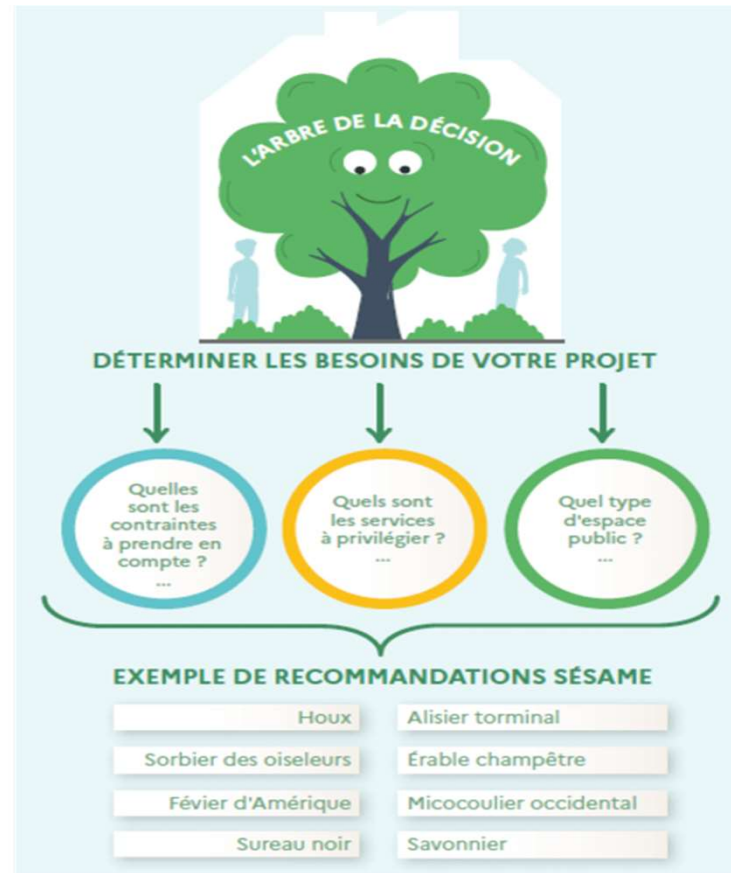 L'ARBRE DE LA DÉCISION
DÉTERMINER LES BESOINS DE VOTRE PROJET
Quelles
sont les
contraintes
à prendre en
compte ?
...
Quels sont
les services
à privilégier ?
...
Quel type
d'espace
public ?
...
EXEMPLE DE RECOMMANDATIONS SÉSAME
Houx
Alisier torminal
Sorbier des oiseleurs
Érable champêtre
Févier d'Amérique
Micocoulier occidental
Sureau noir
Savonnier